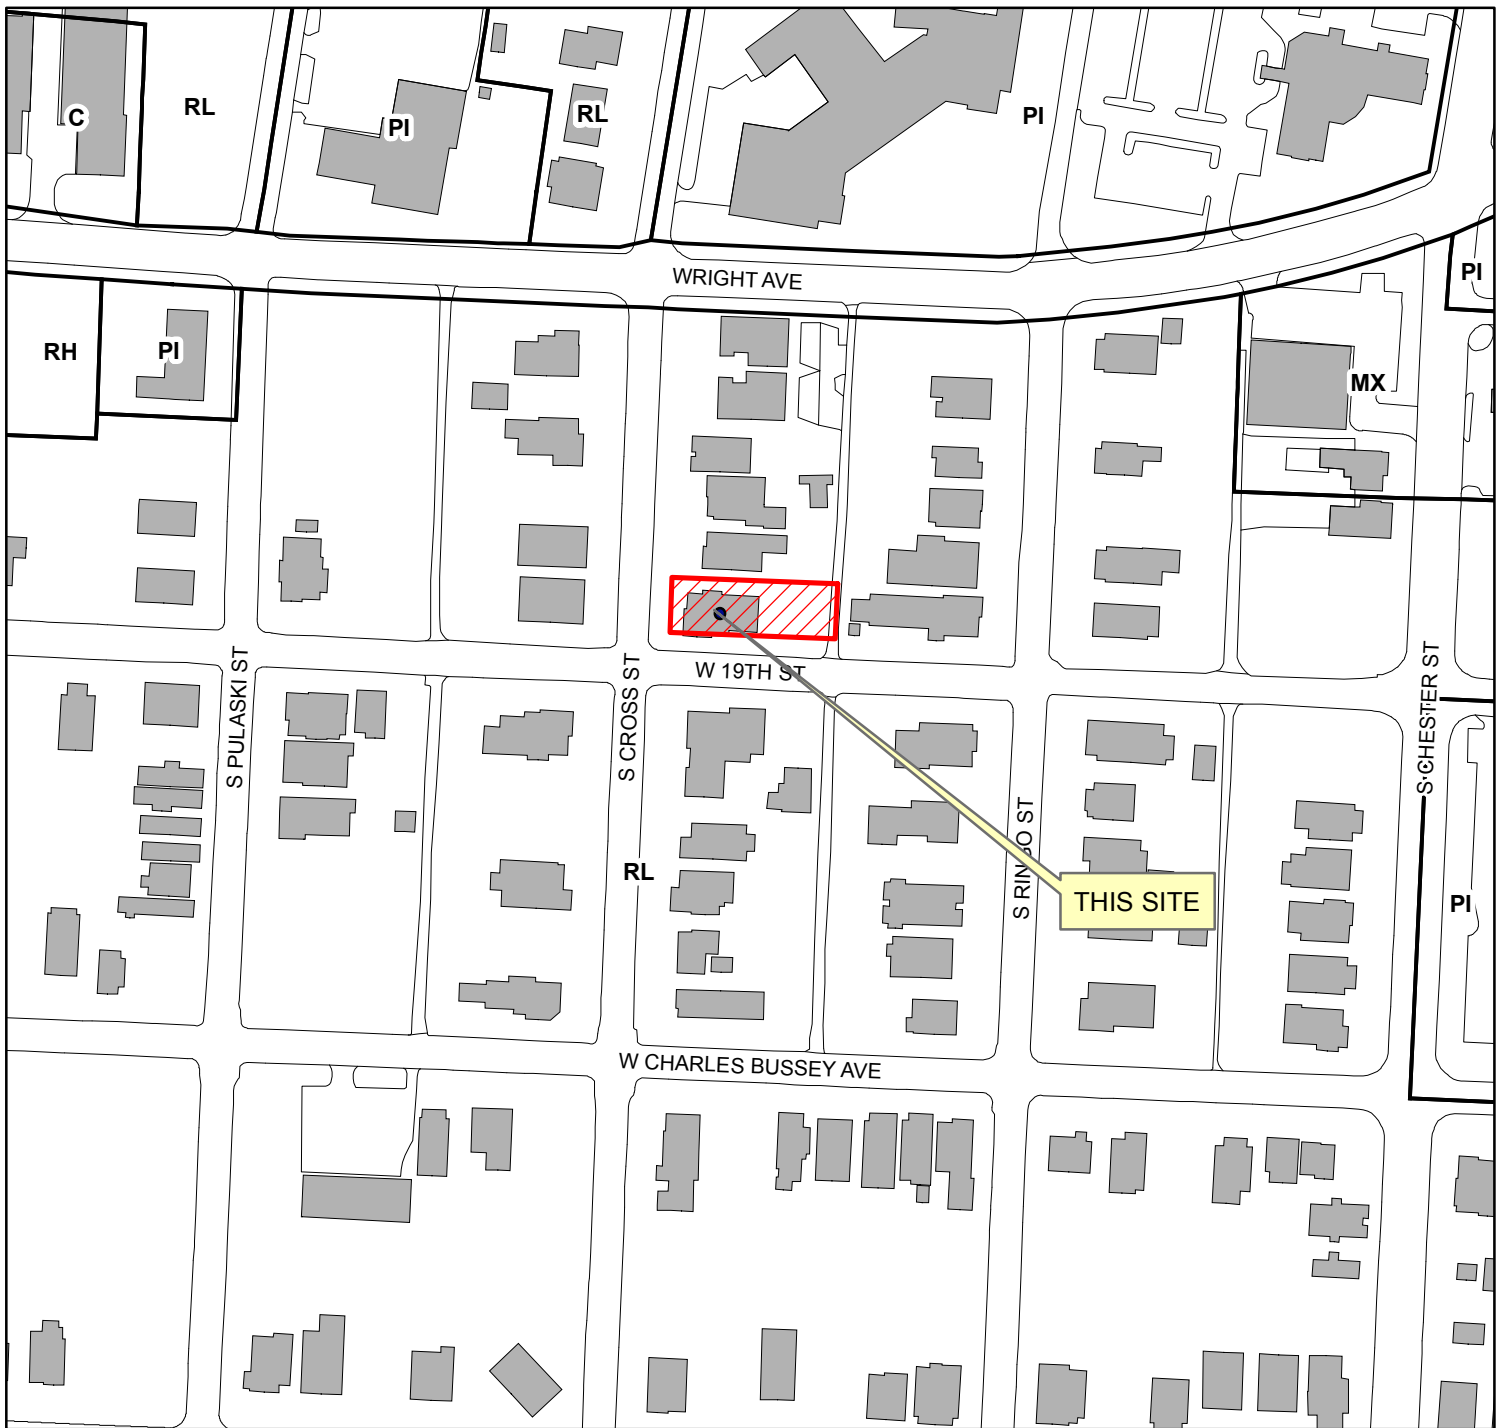 C
RL
PI
RL
PI
WRIGHT AVE
PI
RH
PI
MX
W 19TH ST
S PULASKI ST
S CROSS ST
S CHESTER ST
S RINGO ST
RL
THIS SITE
PI
W CHARLES BUSSEY AVE